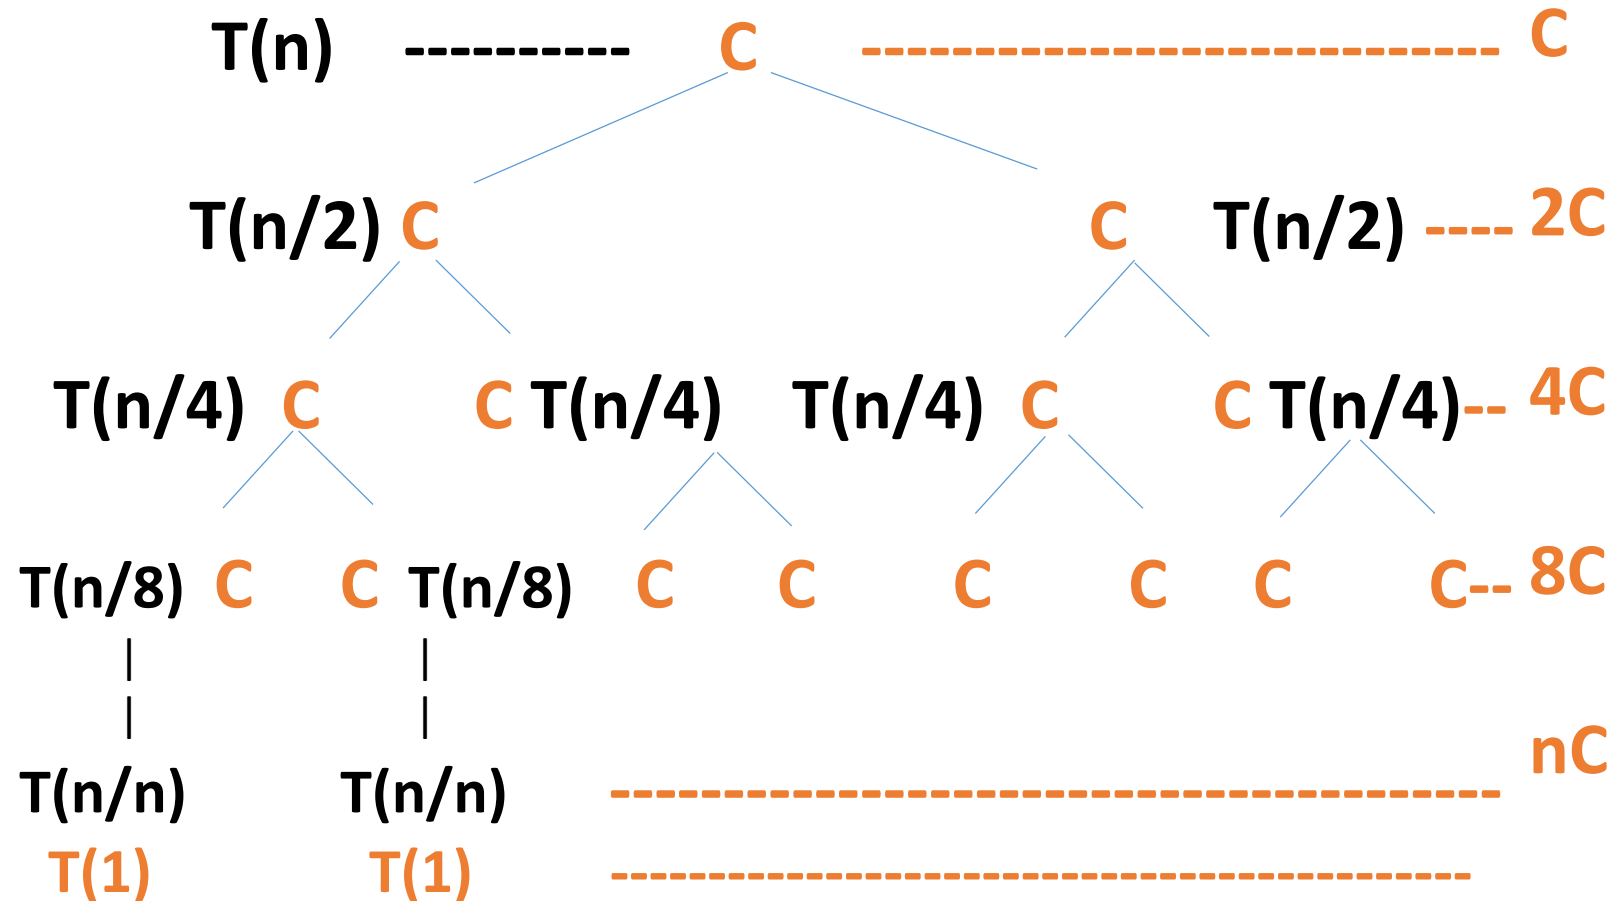 T(n) ---------- C ----------------------------- C
T(n/2) C C T(n/2) ---- 2C
T(n/4) C C T(n/4) T(n/4) C C T(n/4)-- 4C
T(n/8) C C T(n/8) C C C C C C-- 8C
| |
| |
nC
T(n/n) T(n/n) ----------------------------------------
T(1) T(1) --------------------------------------------